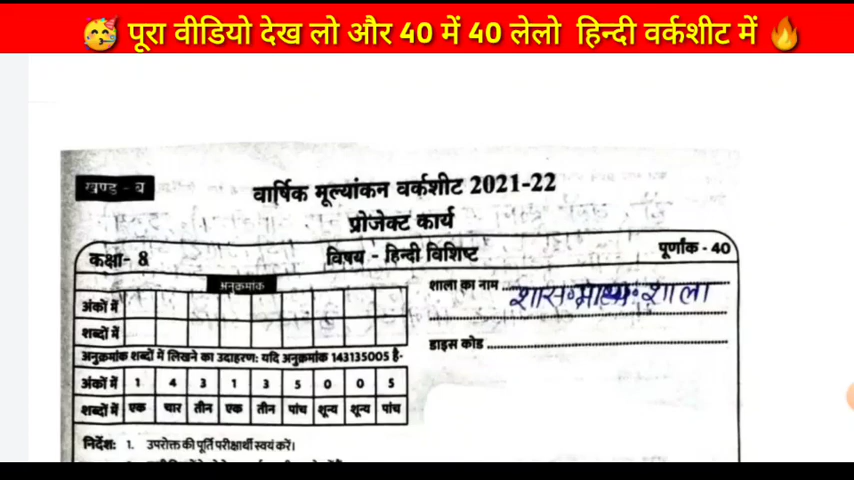 🥳 पूरा वीडियो देख लो और 40 में 40 लेलो हिन्दी वर्कशीट में 🔥
खण्ड - ब
वार्षिक मूल्यांकन वर्कशीट 2021-22
प्रोजेक्ट कार्य
कक्षा- 8 विषय - हिन्दी विशिष्ट पूर्णांक - 40
अनुक्रमांक
शाला का नाम शास॰माध्य॰शाला
अंकों में
शब्दों में
डाइस कोड
अनुक्रमांक शब्दों में लिखने का उदाहरण: यदि अनुक्रमांक 143135005 है-
अंकों में 1 4 3 1 3 5 0 0 5
शब्दों में एक चार तीन एक तीन पांच शून्य शून्य पांच
निर्देश: 1. उपरोक्त की पूर्ति परीक्षार्थी स्वयं करें।